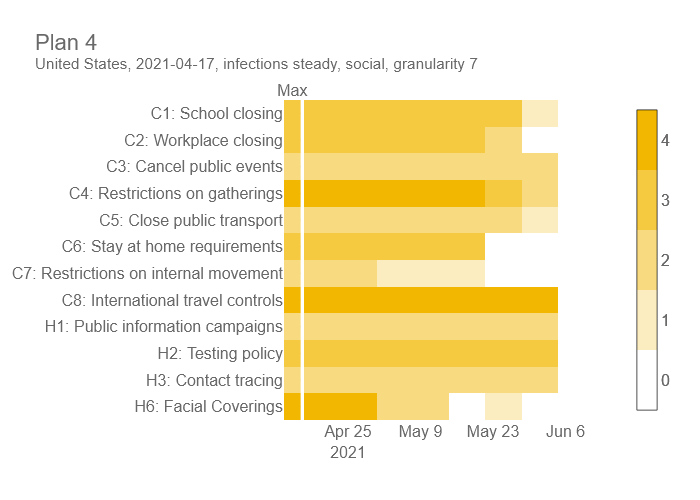 Plan 4
United States, 2021-04-17, infections steady, social, granularity 7
Max
C1: School closing
C2: Workplace closing
C3: Cancel public events
C4: Restrictions on gatherings
C5: Close public transport
C6: Stay at home requirements
C7: Restrictions on internal movement
C8: International travel controls
H1: Public information campaigns
H2: Testing policy
H3: Contact tracing
H6: Facial Coverings
Apr 25 May 9 May 23 Jun 6
2021
4
3
2
1
0